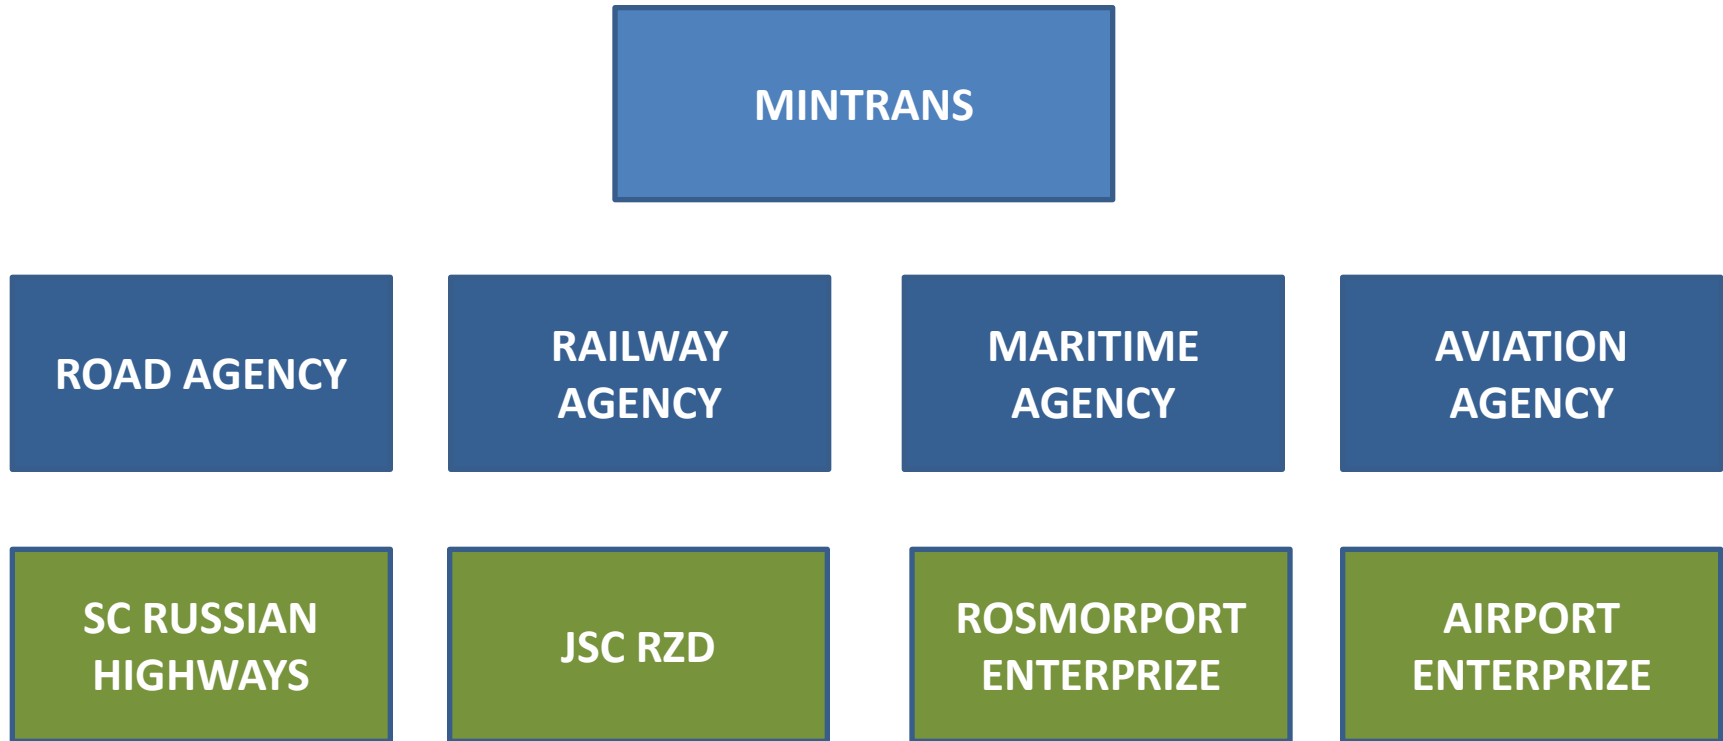 MINTRANS
ROAD AGENCY
RAILWAY
AGENCY
MARITIME
AGENCY
AVIATION
AGENCY
SC RUSSIAN
HIGHWAYS
JSC RZD
ROSMORPORT
ENTERPRIZE
AIRPORT
ENTERPRIZE